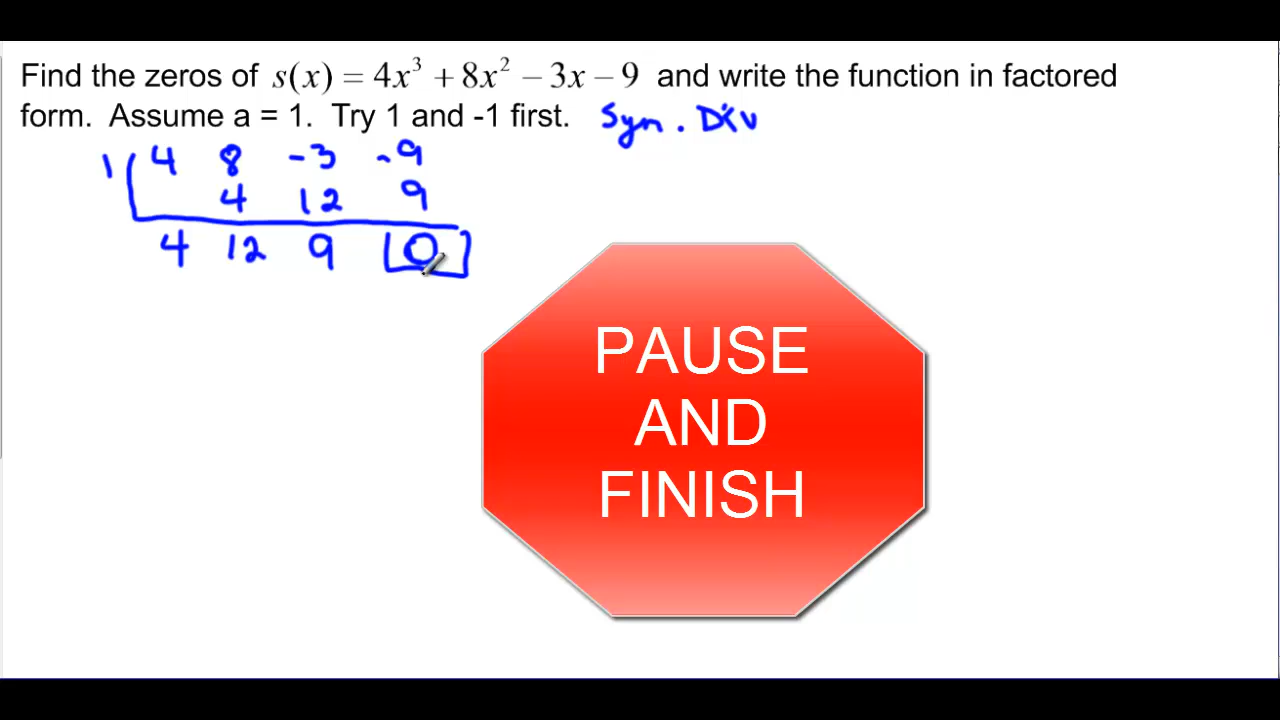 Find the zeros of s(x) = 4x³ + 8x² − 3x − 9 and write the function in factored
form. Assume a = 1. Try 1 and -1 first. Syn. Div
1 4 8 -3 -9
4 12 9
4 12 9 0
PAUSE
AND
FINISH